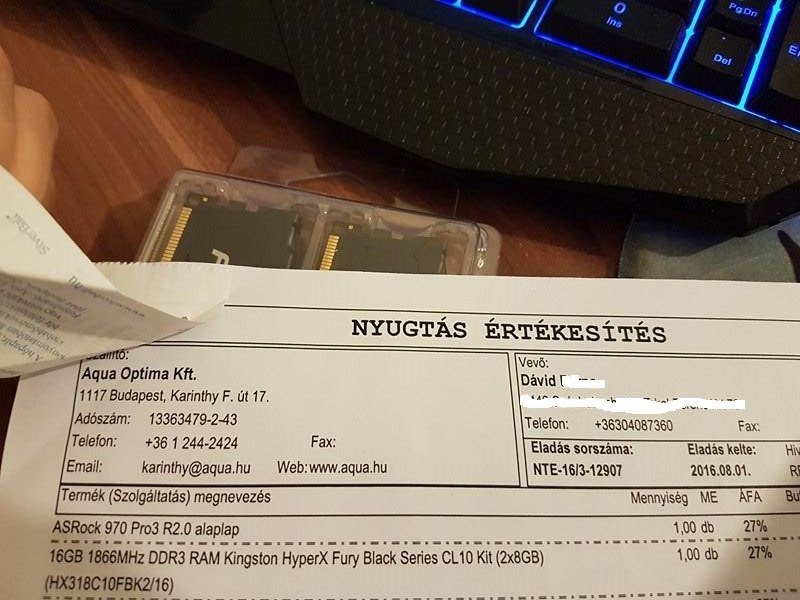 0
Ins
PgDn
.
Del
P
SilverBall
NYUGTÁS ÉRTÉKESÍTÉS
Aqua Optima Kft.
1117 Budapest, Karinthy F. út 17.
Adószám: 13363479-2-43
Telefon: +36 1 244-2424 Fax:
Email: karinthy@aqua.hu Web: www.aqua.hu
Vevő:
Dávid
Telefon: +36304087360 Fax:
Eladás sorszáma: Eladás kelte:
NTE-16/3-12907 2016.08.01.
Termék (Szolgáltatás) megnevezés Mennyiség ME ÁFA
ASRock 970 Pro3 R2.0 alaplap 1,00 db 27%
16GB 1866MHz DDR3 RAM Kingston HyperX Fury Black Series CL10 Kit (2x8GB) 1,00 db 27%
(HX318C10FBK2/16)